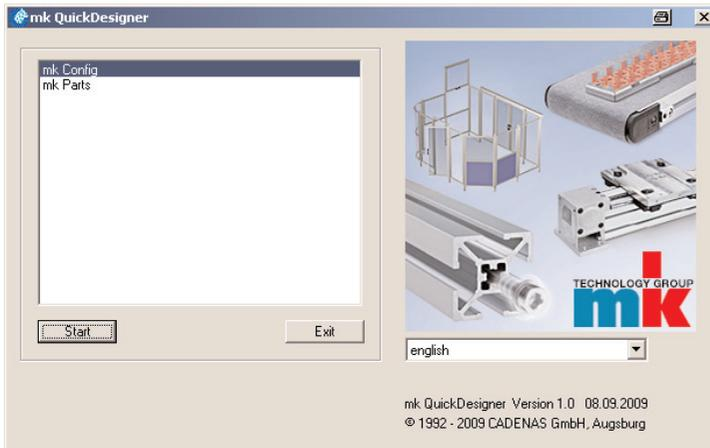 mk QuickDesigner
mk Config
mk Parts
TECHNOLOGY GROUP
mk
Start
Exit
english
mk QuickDesigner Version 1.0 08.09.2009
© 1992 - 2009 CADENAS GmbH, Augsburg